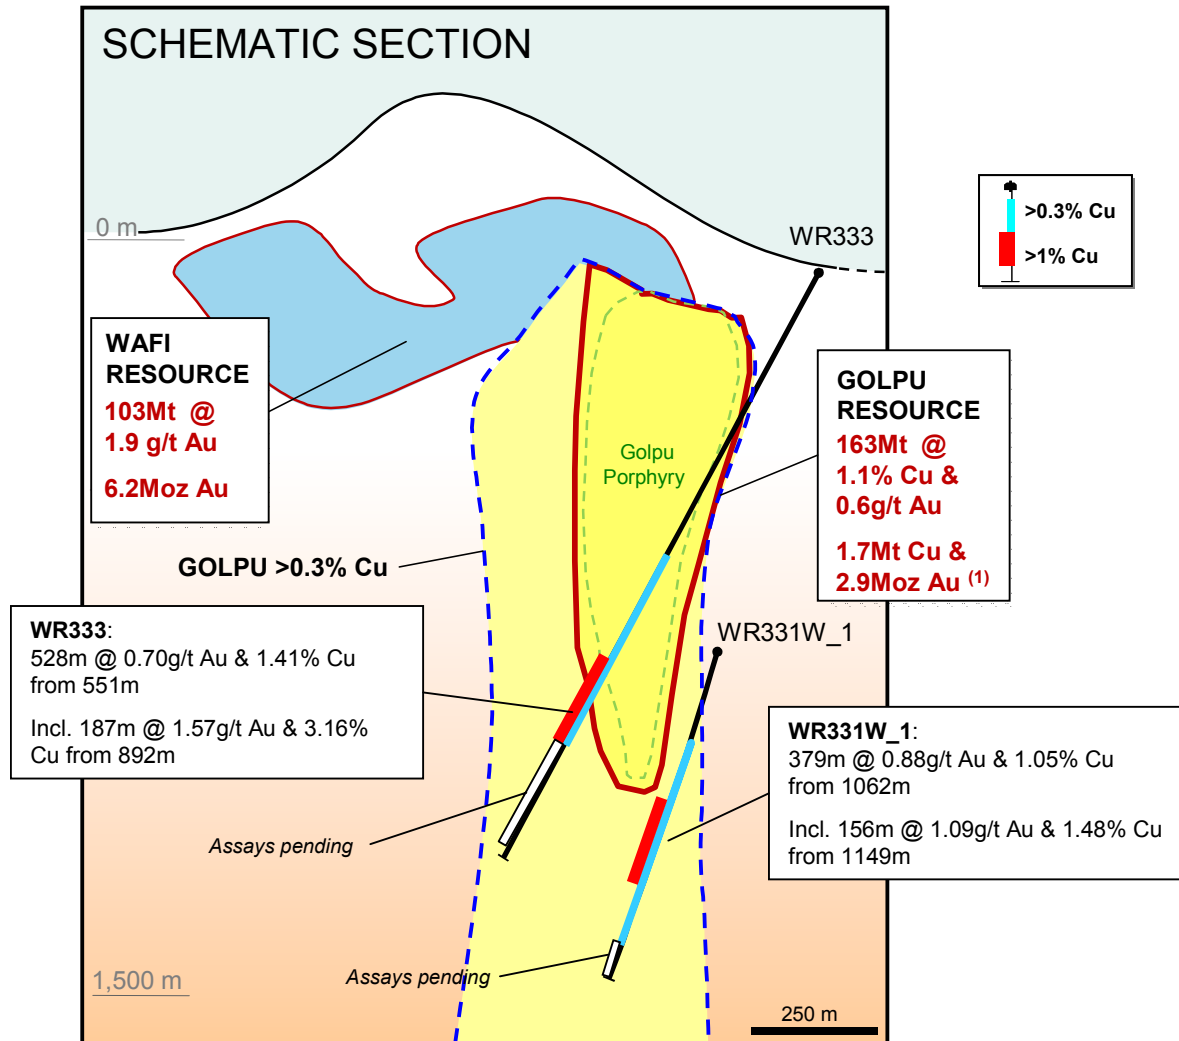 SCHEMATIC SECTION
0 m
WR333
>0.3% Cu
>1% Cu
WAFI
RESOURCE
103Mt @
1.9 g/t Au
6.2Moz Au
GOLPU
RESOURCE
163Mt @
1.1% Cu &
0.6g/t Au
1.7Mt Cu &
2.9Moz Au (1)
Golpu
Porphyry
GOLPU >0.3% Cu
WR333:
528m @ 0.70g/t Au & 1.41% Cu
from 551m
Incl. 187m @ 1.57g/t Au & 3.16%
Cu from 892m
WR331W_1
WR331W_1:
379m @ 0.88g/t Au & 1.05% Cu
from 1062m
Incl. 156m @ 1.09g/t Au & 1.48% Cu
from 1149m
Assays pending
Assays pending
1,500 m
250 m